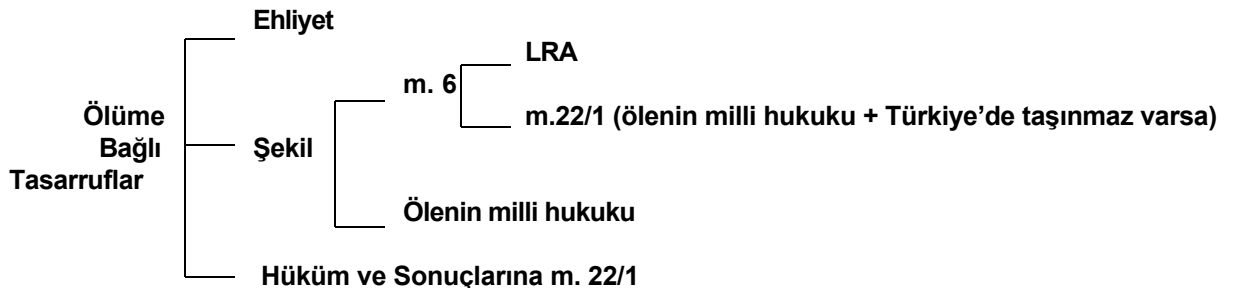 Ehliyet
LRA
m. 6
m.22/1 (ölenin milli hukuku + Türkiye’de taşınmaz varsa)
Ölüme
Bağlı
Tasarruflar
Şekil
Ölenin milli hukuku
Hüküm ve Sonuçlarına m. 22/1